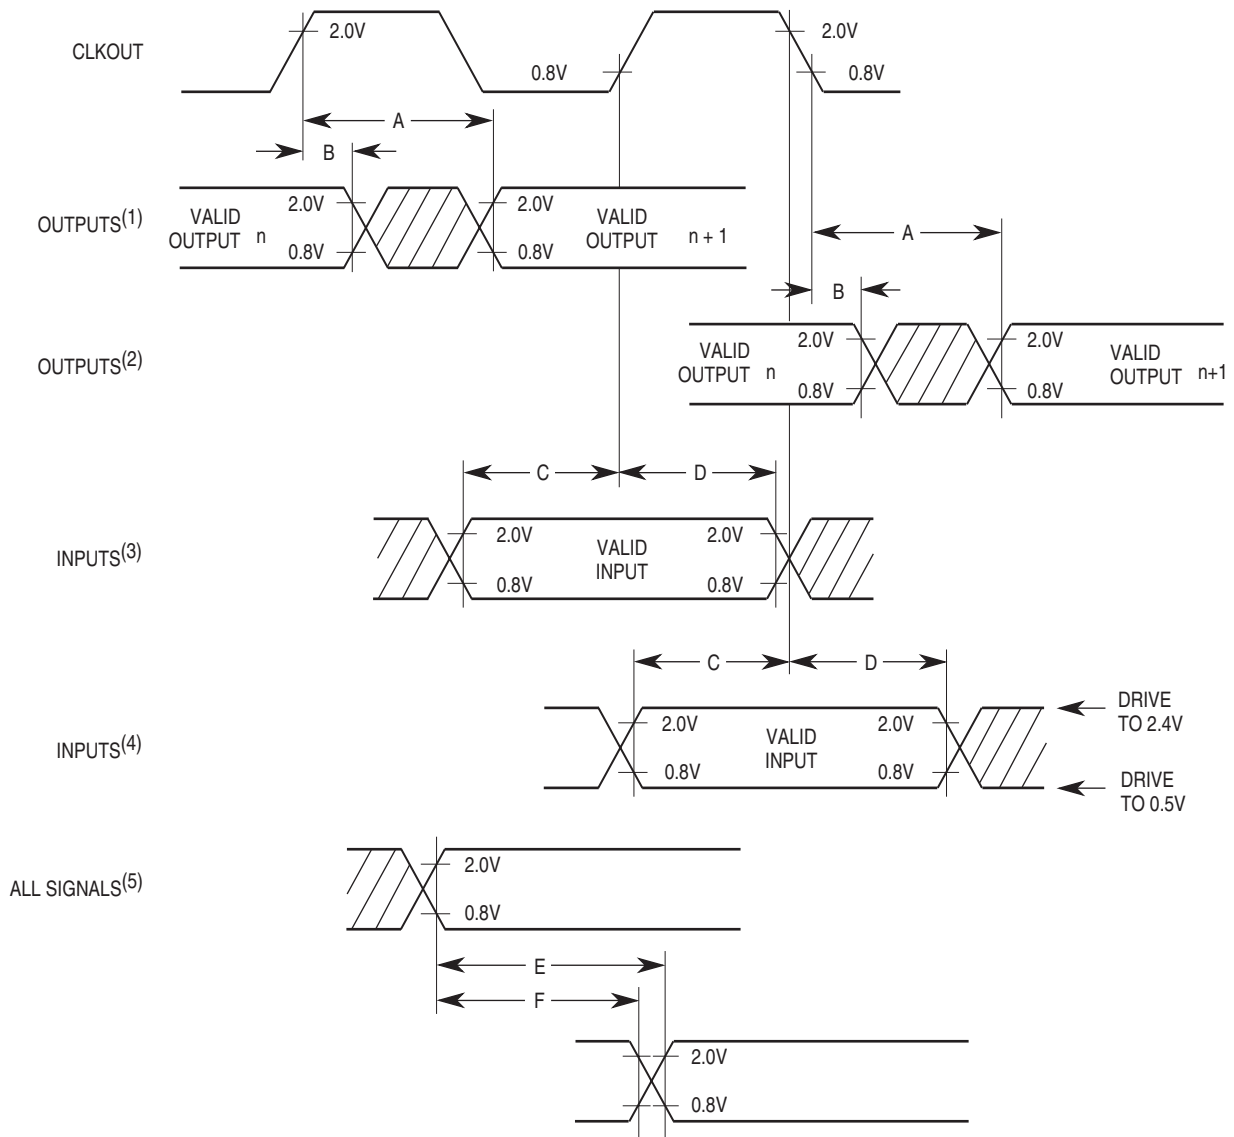 CLKOUT
2.0V
0.8V
2.0V
0.8V
A
B
OUTPUTS(1)
VALID
OUTPUT n
2.0V
0.8V
2.0V
0.8V
VALID
OUTPUT n + 1
A
B
OUTPUTS(2)
VALID
OUTPUT n
2.0V
0.8V
2.0V
0.8V
VALID
OUTPUT n+1
C
D
INPUTS(3)
2.0V
0.8V
VALID
INPUT
2.0V
0.8V
C
D
INPUTS(4)
2.0V
0.8V
VALID
INPUT
2.0V
0.8V
DRIVE
TO 2.4V
DRIVE
TO 0.5V
ALL SIGNALS(5)
2.0V
0.8V
E
F
2.0V
0.8V